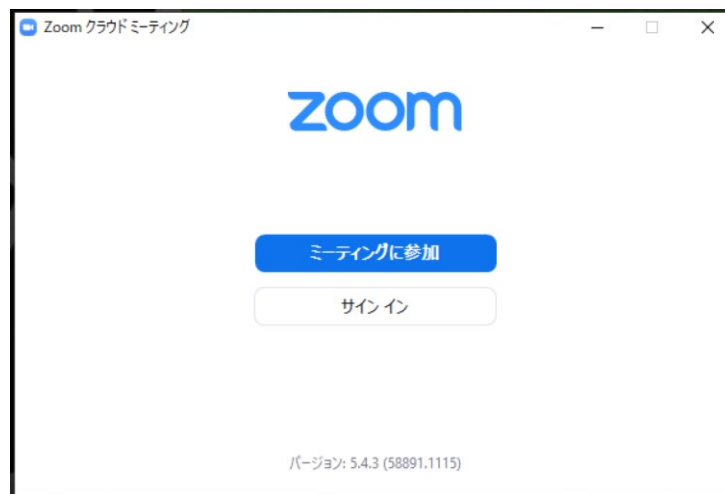 Zoom クラウド ミーティング
zoom
ミーティングに参加
サイン イン
バージョン: 5.4.3 (58891.1115)